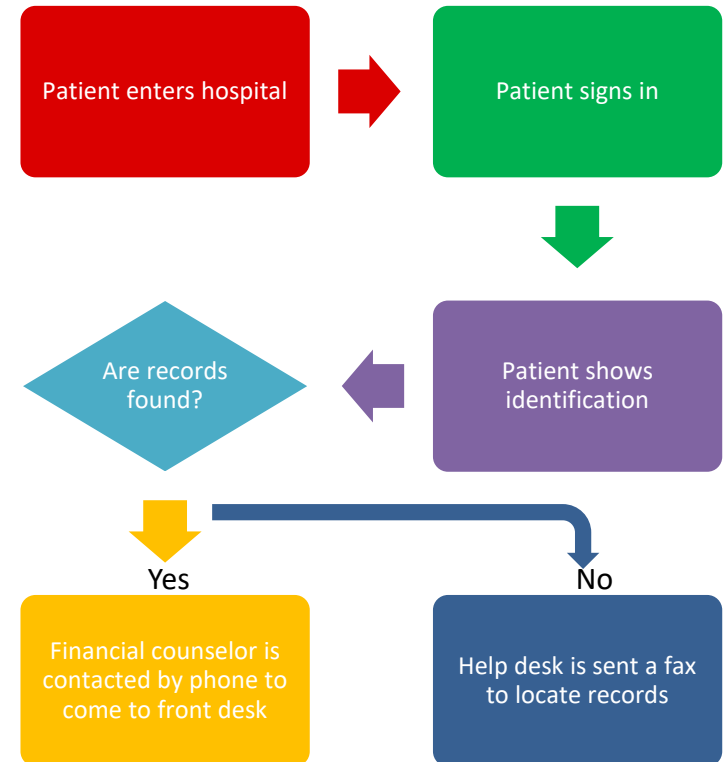 Patient enters hospital
Patient signs in
Patient shows
identification
Are records
found?
Yes
No
Financial counselor is
contacted by phone to
come to front desk
Help desk is sent a fax
to locate records